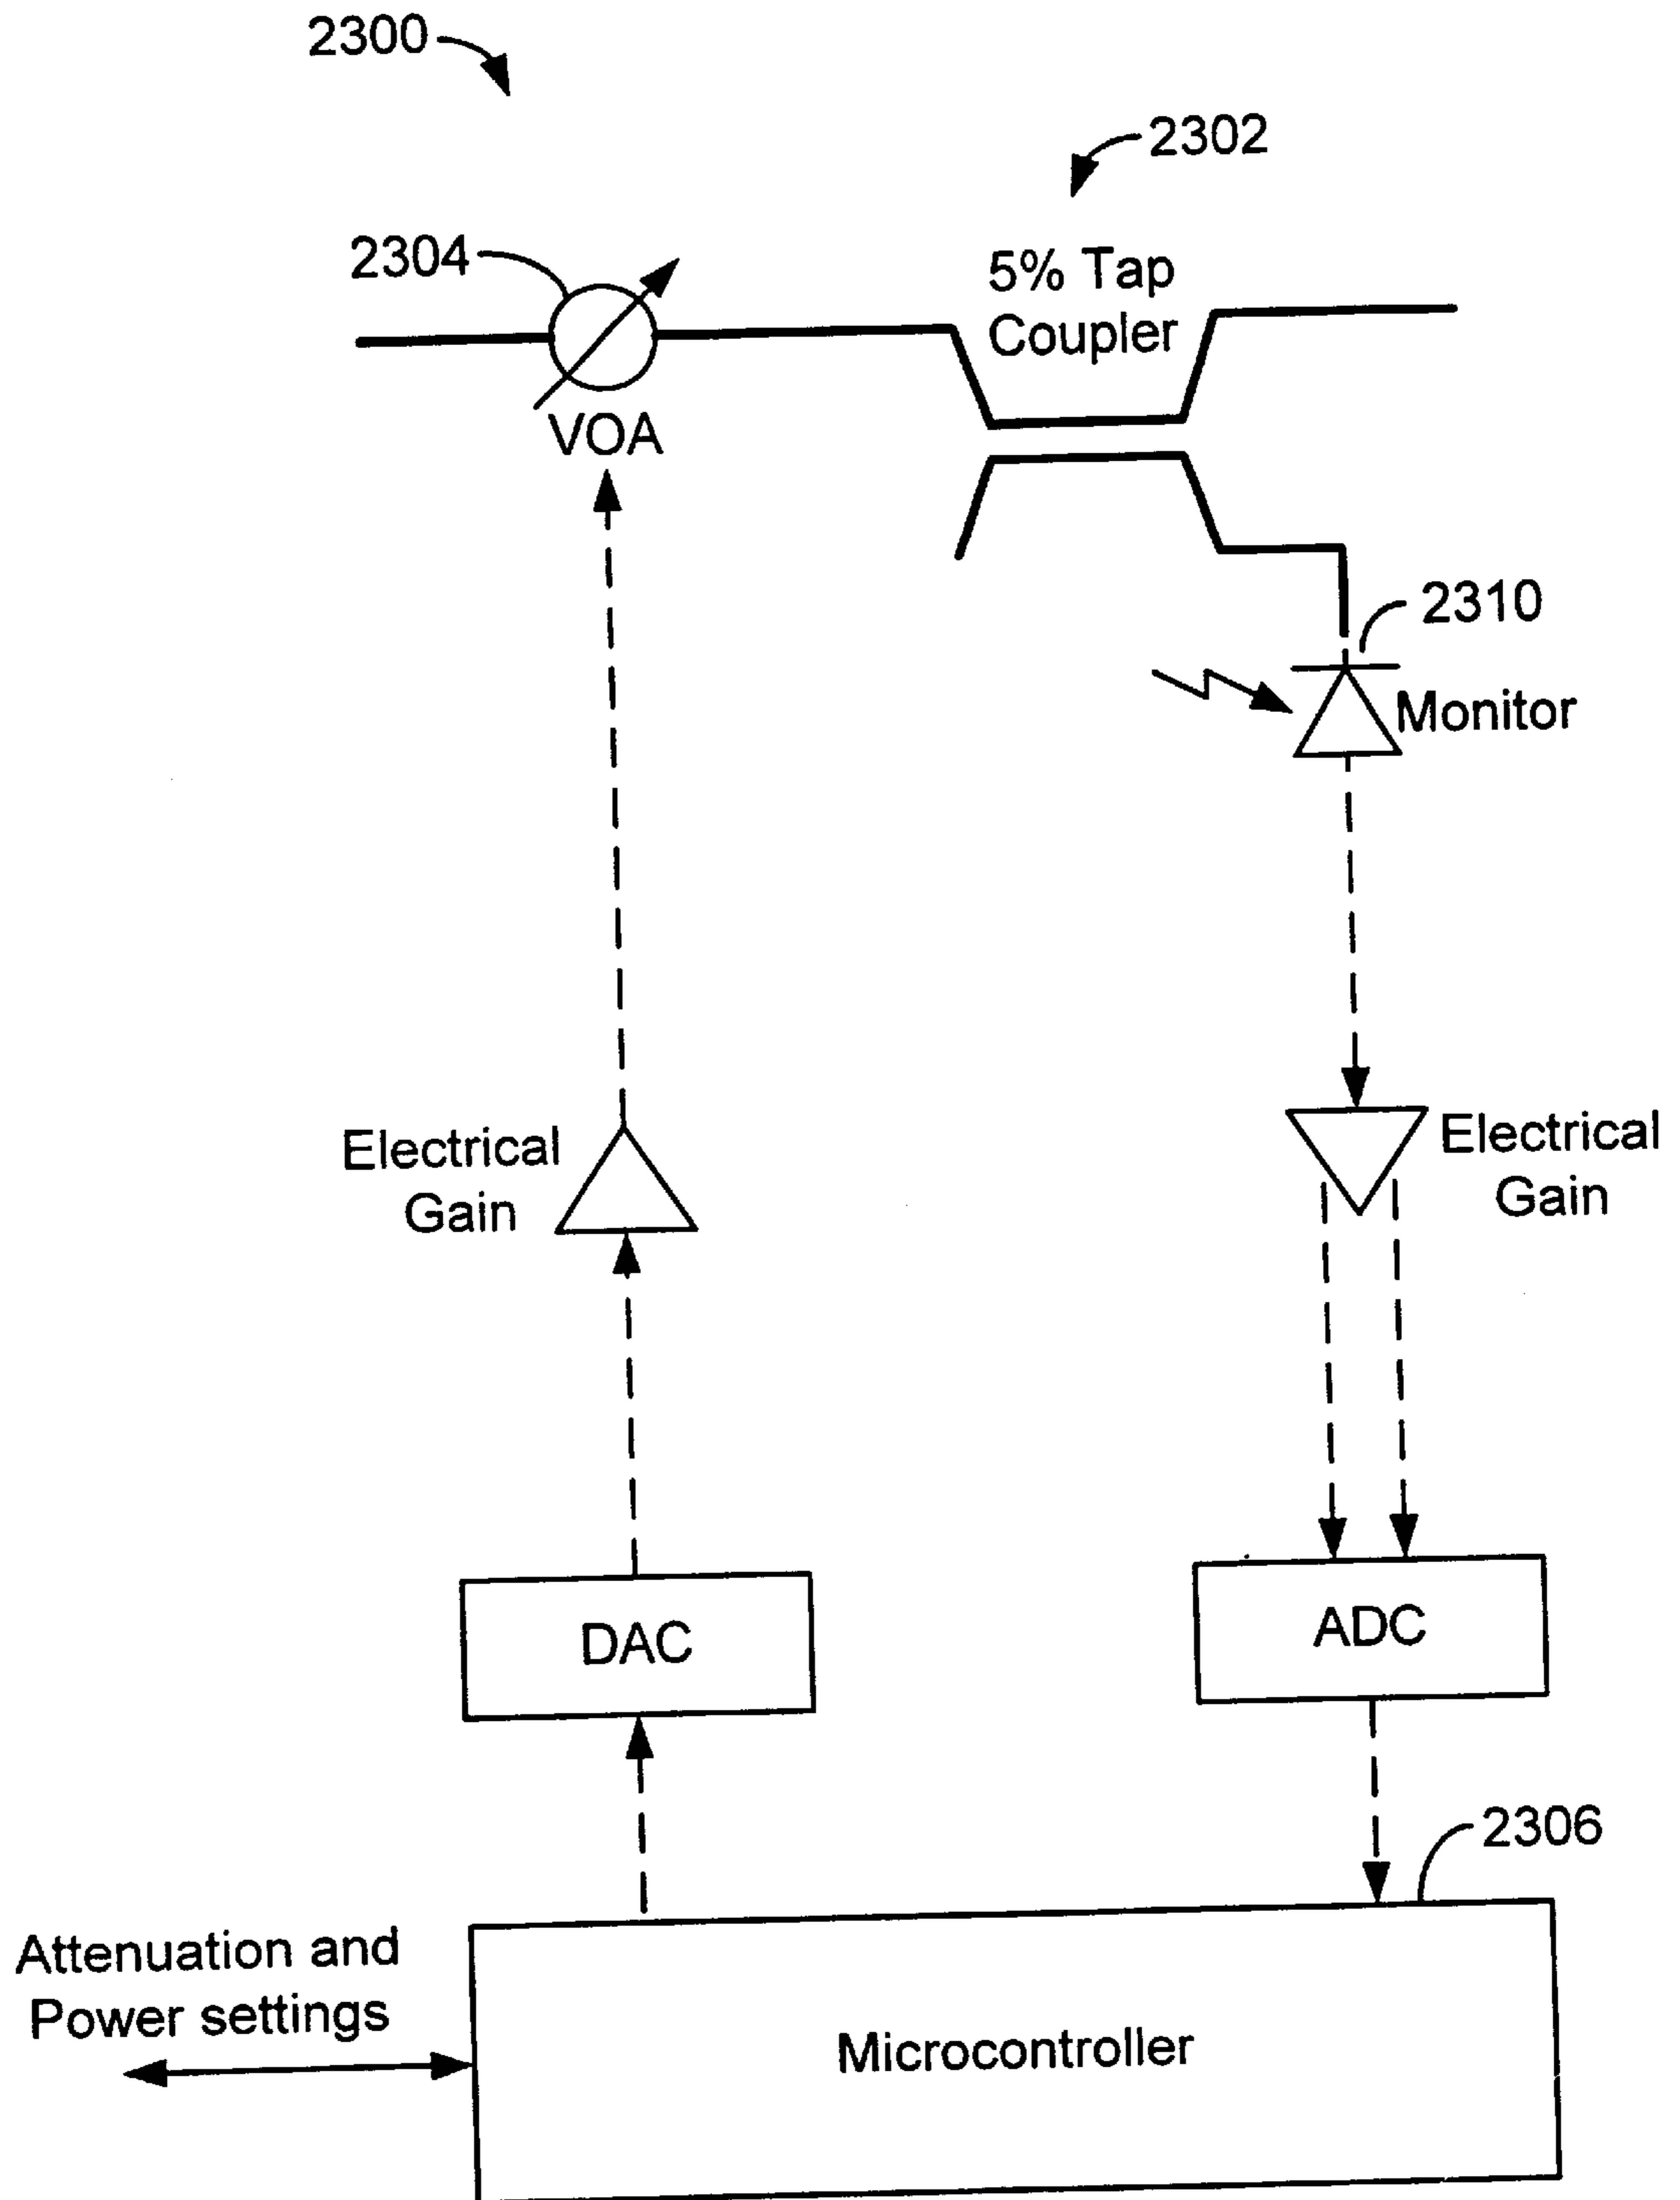 2300
2302
2304
5% Tap
Coupler
VOA
2310
Monitor
Electrical
Gain
Electrical
Gain
DAC
ADC
2306
Attenuation and
Power settings
Microcontroller